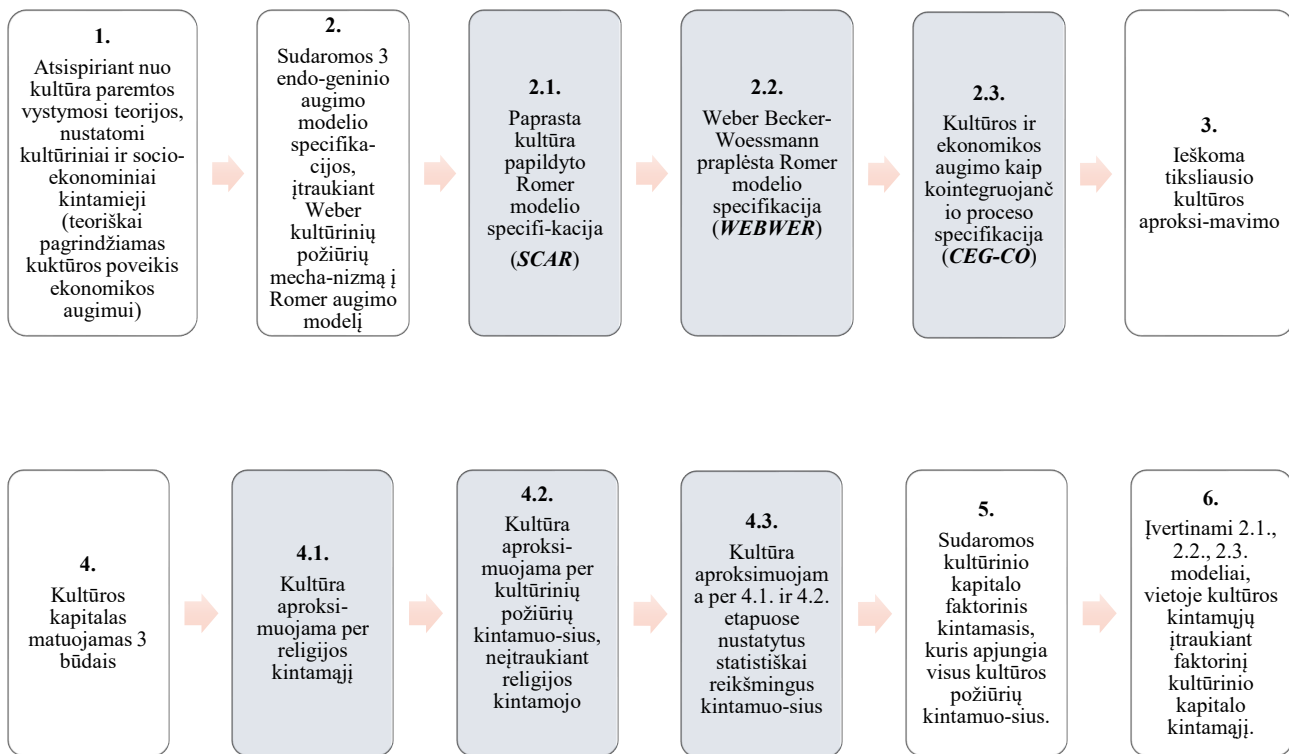 1.
Atsispiriant nuo
kultūra paremtos
vystymosi teorijos,
nustatomi
kultūriniai ir socio-
ekonominiai
kintamieji
(teoriškai
pagrindžiamas
kuktūros poveikis
ekonomikos
augimui)
2.
Sudaromos 3
endo-geninio
augimo
modelio
specifika-
cijos,
įtraukiant
Weber
kultūrinių
požiūrių
mecha-nizmą į
Romer augimo
modelį
2.1.
Paprasta
kultūra
papildyto
Romer
modelio
specifi-kacija
(SCAR)
2.2.
Weber Becker-
Woessmann
praplėsta Romer
modelio
specifikacija
(WEBWER)
2.3.
Kultūros ir
ekonomikos
augimo kaip
kointegruojanč
io proceso
specifikacija
(CEG-CO)
3.
Ieškoma
tiksliausio
kultūros
aproksi-mavimo
4.
Kultūros
kapitalas
matuojamas 3
būdais
4.1.
Kultūra
aproksi-
muojama per
religijos
kintamąjį
4.2.
Kultūra
aproksi-
muojama per
kultūrinių
požiūrių
kintamuo-sius,
neįtraukiant
religijos
kintamojo
4.3.
Kultūra
aproksimuojam
a per 4.1. ir 4.2.
etapuose
nustatytus
statistiškai
reikšmingus
kintamuo-sius
5.
Sudaromos
kultūrinio
kapitalo
faktorinis
kintamasis,
kuris apjungia
visus kultūros
požiūrių
kintamuo-sius.
6.
Įvertinami 2.1.,
2.2., 2.3.
modeliai,
vietoje kultūros
kintamųjų
įtraukiant
faktorinį
kultūrinio
kapitalo
kintamąjį.